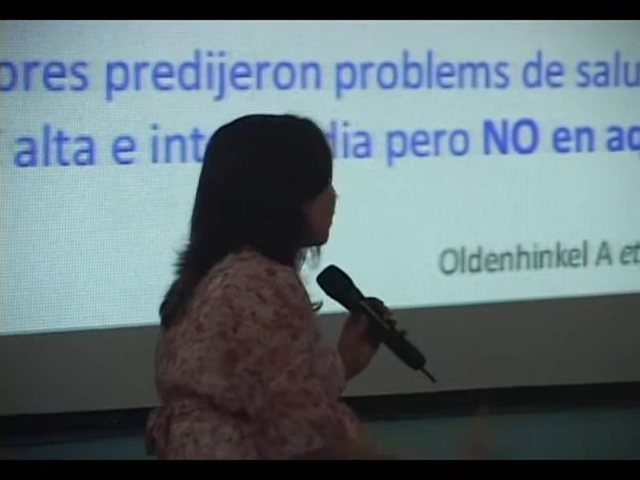 ores predijeron problems de salu
alta e int dia pero NO en aq
Oldenhinkel A et